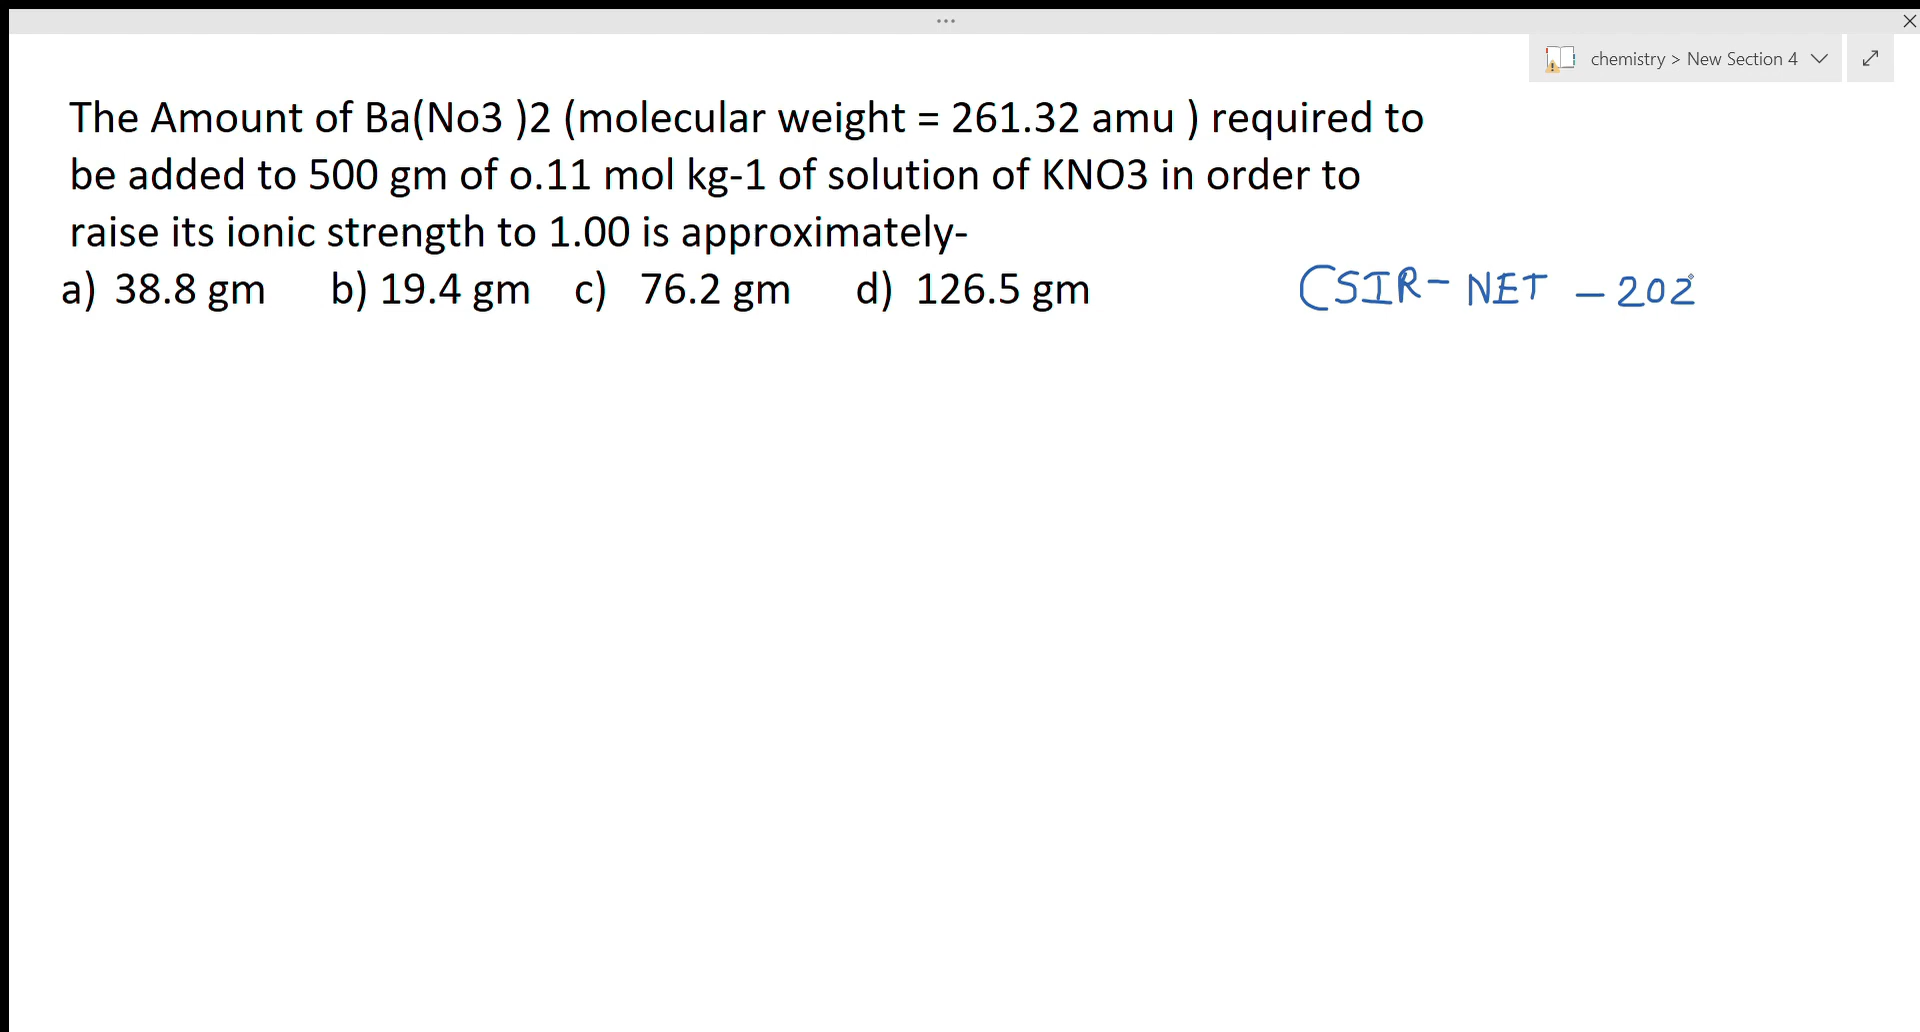 chemistry > New Section 4
The Amount of Ba(No3 )2 (molecular weight = 261.32 amu ) required to
be added to 500 gm of o.11 mol kg-1 of solution of KNO3 in order to
raise its ionic strength to 1.00 is approximately-
a) 38.8 gm b) 19.4 gm c) 76.2 gm d) 126.5 gm CSIR- NET - 202